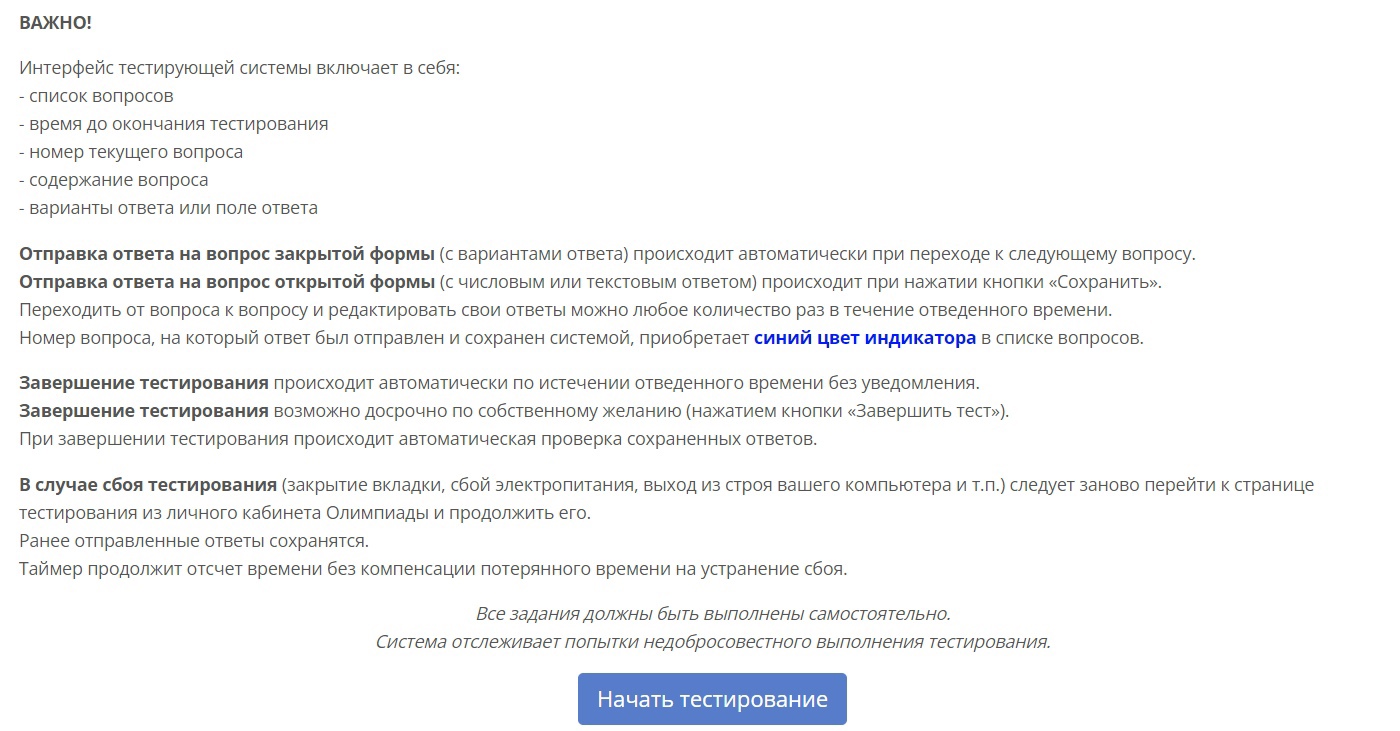 ВАЖНО!
Интерфейс тестирующей системы включает в себя:
- список вопросов
- время до окончания тестирования
- номер текущего вопроса
- содержание вопроса
- варианты ответа или поле ответа
Отправка ответа на вопрос закрытой формы (с вариантами ответа) происходит автоматически при переходе к следующему вопросу.
Отправка ответа на вопрос открытой формы (с числовым или текстовым ответом) происходит при нажатии кнопки «Сохранить».
Переходить от вопроса к вопросу и редактировать свои ответы можно любое количество раз в течение отведенного времени.
Номер вопроса, на который ответ был отправлен и сохранен системой, приобретает синий цвет индикатора в списке вопросов.
Завершение тестирования происходит автоматически по истечении отведенного времени без уведомления.
Завершение тестирования возможно досрочно по собственному желанию (нажатием кнопки «Завершить тест»).
При завершении тестирования происходит автоматическая проверка сохраненных ответов.
В случае сбоя тестирования (закрытие вкладки, сбой электропитания, выход из строя вашего компьютера и т.п.) следует заново перейти к странице
тестирования из личного кабинета Олимпиады и продолжить его.
Ранее отправленные ответы сохранятся.
Таймер продолжит отсчет времени без компенсации потерянного времени на устранение сбоя.
Все задания должны быть выполнены самостоятельно.
Система отслеживает попытки недобросовестного выполнения тестирования.
Начать тестирование